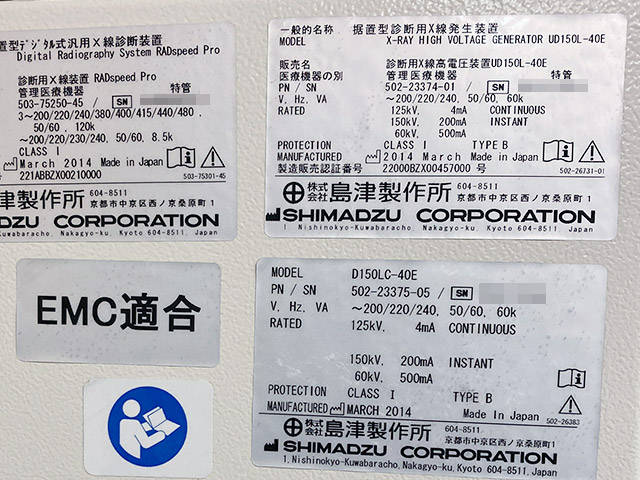 置型デジタル式汎用X線診断装置
Digital Radiography System RADspeed Pro
診断用X線装置 RADspeed Pro
管理医療機器 特管
503-75250-45 / SN
3~200/220/240/380/400/415/440/480,
50/60, 120k
~200/220/230/240, 50/60, 8.5k
CLASS I
March 2014 Made in Japan
221ABBZX00210000
503-75301-45
島津製作所 604-8511
京都市中京区西ノ京桑原町1
SHIMADZU CORPORATION
Kuwabaracho, Nakagyo-ku, Kyoto 604-8511, Japan
一般的名称 据置型診断用X線発生装置
MODEL X-RAY HIGH VOLTAGE GENERATOR UD150L-40E
販売名 診断用X線高電圧装置UD150L-40E
医療機器の別 管理医療機器 特管
PN / SN 502-23374-01 / SN
V, Hz, VA ~200/220/240, 50/60, 60k
RATED 125kV, 4mA CONTINUOUS
150kV, 200mA INSTANT
60kV, 500mA
PROTECTION CLASS I TYPE B
MANUFACTURED 2014 March Made in Japan
製造販売認証番号 22000BZX00457000 号
502-26731-01
株式会社 島津製作所 604-8511
京都市中京区西ノ京桑原町1
SHIMADZU CORPORATION
1, Nishinokyo-Kuwabaracho, Nakagyo-ku, Kyoto 604-8511, Japan
EMC適合
MODEL D150LC-40E
PN / SN 502-23375-05 / SN
V, Hz, VA ~200/220/240, 50/60, 60k
RATED 125kV, 4mA CONTINUOUS
150kV, 200mA INSTANT
60kV, 500mA
PROTECTION CLASS I TYPE B
MANUFACTURED MARCH 2014 Made In Japan
502-26383
株式会社 島津製作所 604-8511
京都市中京区西ノ京桑原町1
SHIMADZU CORPORATION
1, Nishinokyo-Kuwabaracho, Nakagyo-ku, Kyoto 604-8511, Japan